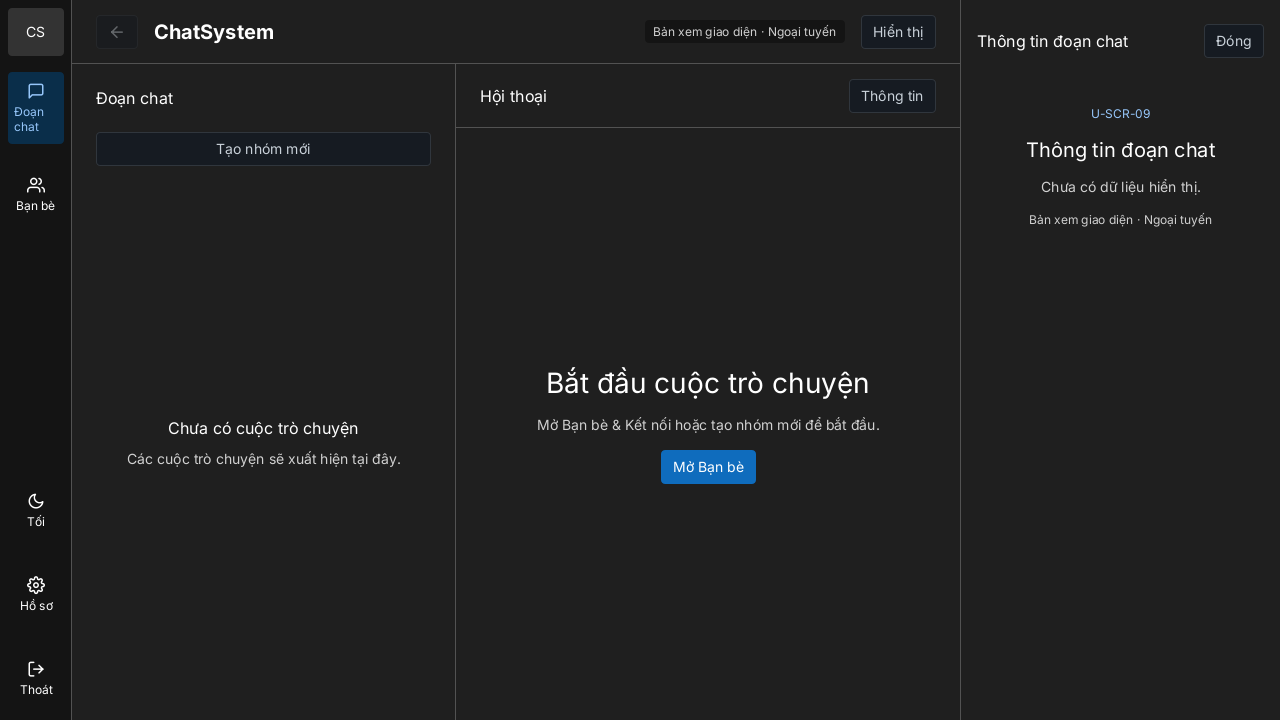 CS
Đoạn
chat
Bạn bè
Tối
Hồ sơ
Thoát
ChatSystem
Bản xem giao diện · Ngoại tuyến
Hiển thị
Đoạn chat
Tạo nhóm mới
Chưa có cuộc trò chuyện
Các cuộc trò chuyện sẽ xuất hiện tại đây.
Hội thoại
Thông tin
Bắt đầu cuộc trò chuyện
Mở Bạn bè & Kết nối hoặc tạo nhóm mới để bắt đầu.
Mở Bạn bè
Thông tin đoạn chat
Đóng
U-SCR-09
Thông tin đoạn chat
Chưa có dữ liệu hiển thị.
Bản xem giao diện · Ngoại tuyến